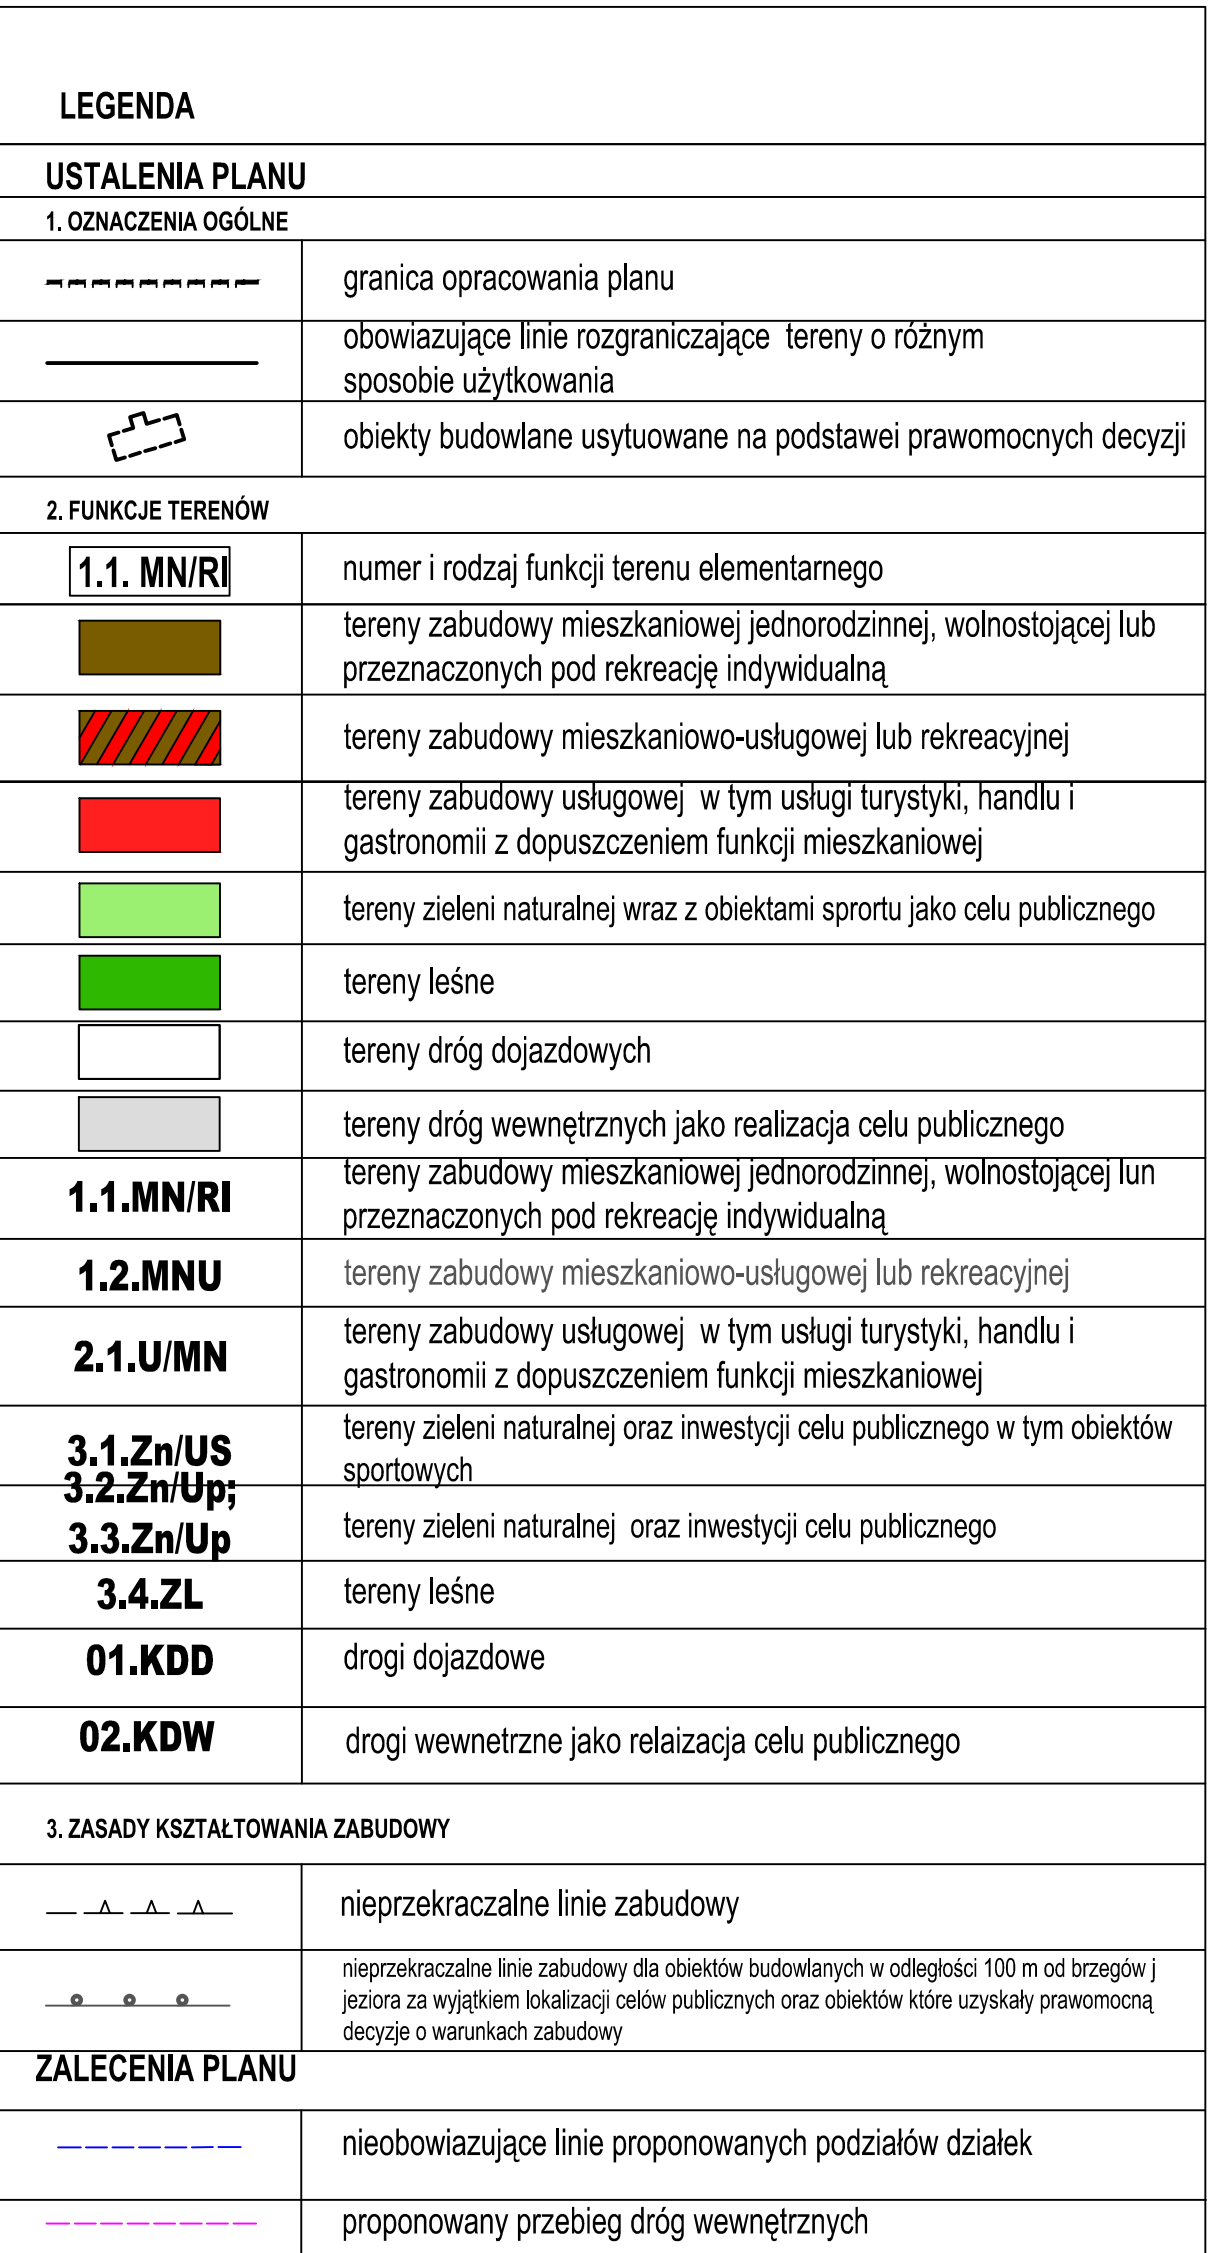 LEGENDA
USTALENIA PLANU
1. OZNACZENIA OGÓLNE
granica opracowania planu
obowiazujące linie rozgraniczające tereny o różnym
sposobie użytkowania
obiekty budowlane usytuowane na podstawei prawomocnych decyzji
2. FUNKCJE TERENÓW
1.1. MN/RI
numer i rodzaj funkcji terenu elementarnego
tereny zabudowy mieszkaniowej jednorodzinnej, wolnostojącej lub
przeznaczonych pod rekreację indywidualną
tereny zabudowy mieszkaniowo-usługowej lub rekreacyjnej
tereny zabudowy usługowej w tym usługi turystyki, handlu i
gastronomii z dopuszczeniem funkcji mieszkaniowej
tereny zieleni naturalnej wraz z obiektami sprortu jako celu publicznego
tereny leśne
tereny dróg dojazdowych
tereny dróg wewnętrznych jako realizacja celu publicznego
1.1.MN/RI
tereny zabudowy mieszkaniowej jednorodzinnej, wolnostojącej lun
przeznaczonych pod rekreację indywidualną
1.2.MNU
tereny zabudowy mieszkaniowo-usługowej lub rekreacyjnej
2.1.U/MN
tereny zabudowy usługowej w tym usługi turystyki, handlu i
gastronomii z dopuszczeniem funkcji mieszkaniowej
3.1.Zn/US
tereny zieleni naturalnej oraz inwestycji celu publicznego w tym obiektów
sportowych
3.2.Zn/Up;
3.3.Zn/Up
tereny zieleni naturalnej oraz inwestycji celu publicznego
3.4.ZL
tereny leśne
01.KDD
drogi dojazdowe
02.KDW
drogi wewnetrzne jako relaizacja celu publicznego
3. ZASADY KSZTAŁTOWANIA ZABUDOWY
nieprzekraczalne linie zabudowy
nieprzekraczalne linie zabudowy dla obiektów budowlanych w odległości 100 m od brzegów j
jeziora za wyjątkiem lokalizacji celów publicznych oraz obiektów które uzyskały prawomocną
decyzje o warunkach zabudowy
ZALECENIA PLANU
nieobowiazujące linie proponowanych podziałów działek
proponowany przebieg dróg wewnętrznych